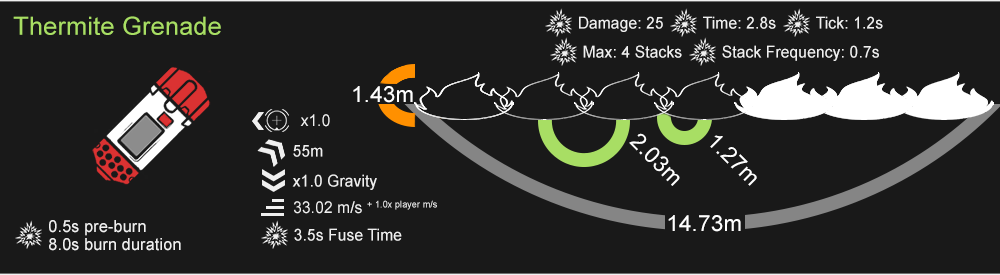 Thermite Grenade
Damage: 25 Time: 2.8s Tick: 1.2s
Max: 4 Stacks Stack Frequency: 0.7s
1.43m
x1.0
55m
x1.0 Gravity
33.02 m/s + 1.0x player m/s
3.5s Fuse Time
2.03m
1.27m
14.73m
0.5s pre-burn
8.0s burn duration